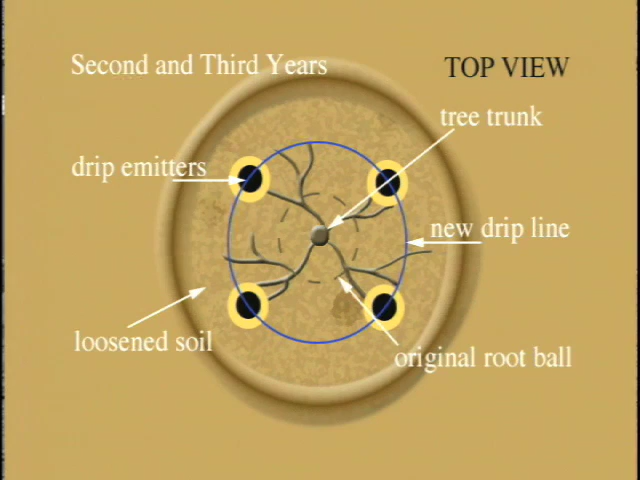 Second and Third Years
TOP VIEW
tree trunk
drip emitters
new drip line
loosened soil
original root ball